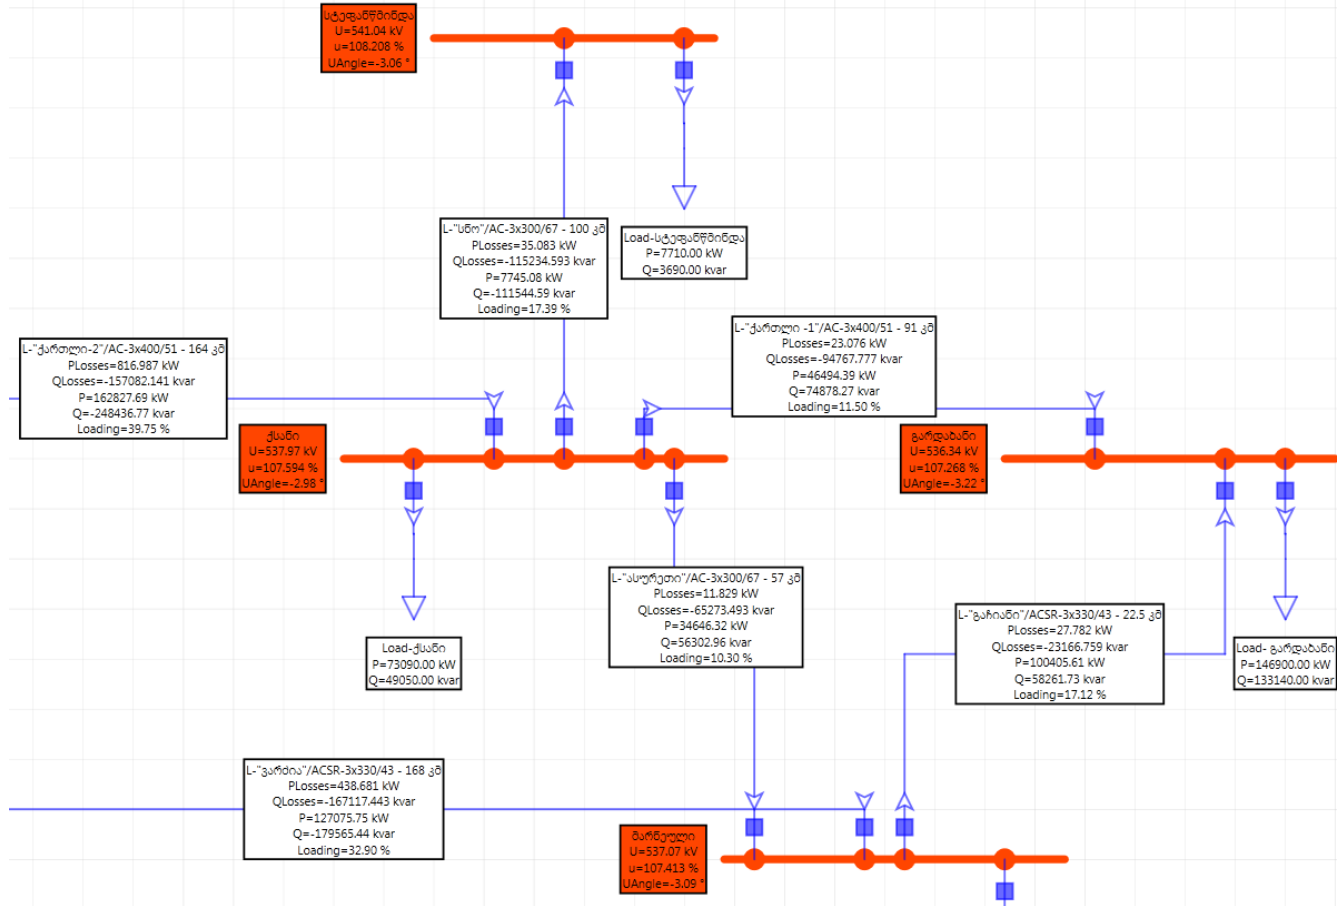 სტეფანწმინდა
U=541.04 kV
u=108.208 %
UAngle=-3.06 °
L-"სნო"/AC-3x300/67 - 100 კმ
PLosses=35.083 kW
QLosses=-115234.593 kvar
P=7745.08 kW
Q=-111544.59 kvar
Loading=17.39 %
Load-სტეფანწმინდა
P=7710.00 kW
Q=3690.00 kvar
L-"ქართლი-2"/AC-3x400/51 - 164 კმ
PLosses=816.987 kW
QLosses=-157082.141 kvar
P=162827.69 kW
Q=-248436.77 kvar
Loading=39.75 %
L-"ქართლი -1"/AC-3x400/51 - 91 კმ
PLosses=23.076 kW
QLosses=-94767.777 kvar
P=46494.39 kW
Q=74878.27 kvar
Loading=11.50 %
ქსანი
U=537.97 kV
u=107.594 %
UAngle=-2.98 °
გარდაბანი
U=536.34 kV
u=107.268 %
UAngle=-3.22 °
L-"ასურეთი"/AC-3x300/67 - 57 კმ
PLosses=11.829 kW
QLosses=-65273.493 kvar
P=34646.32 kW
Q=56302.96 kvar
Loading=10.30 %
L-"გაჩიანი"/ACSR-3x330/43 - 22.5 კმ
PLosses=27.782 kW
QLosses=-23166.759 kvar
P=100405.61 kW
Q=58261.73 kvar
Loading=17.12 %
Load-ქსანი
P=73090.00 kW
Q=49050.00 kvar
Load- გარდაბანი
P=146900.00 kW
Q=133140.00 kvar
L-"ვარძია"/ACSR-3x330/43 - 168 კმ
PLosses=438.681 kW
QLosses=-167117.443 kvar
P=127075.75 kW
Q=-179565.44 kvar
Loading=32.90 %
მარნეული
U=537.07 kV
u=107.413 %
UAngle=-3.09 °